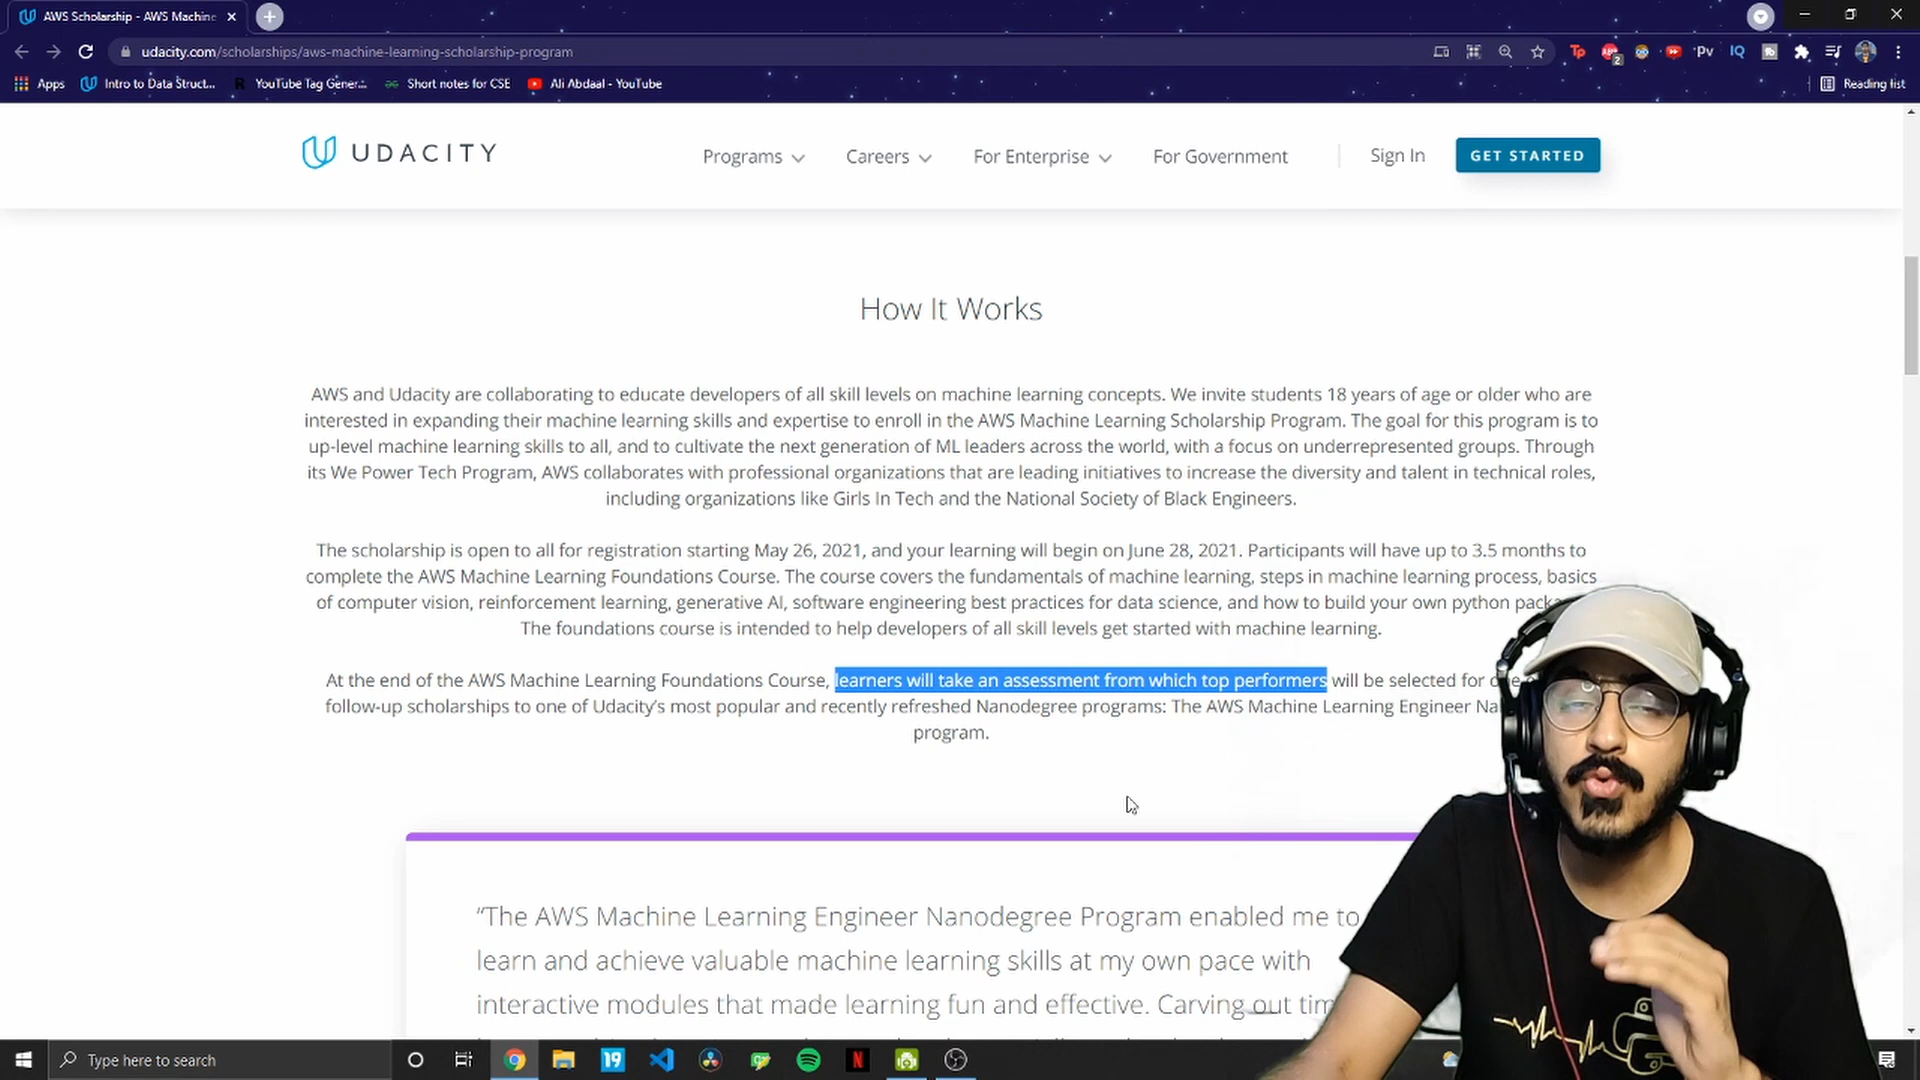 AWS Scholarship - AWS Machine
udacity.com/scholarships/aws-machine-learning-scholarship-program
2
Pv
IQ
Apps
Intro to Data Struct...
YouTube Tag Gener...
Short notes for CSE
Ali Abdaal - YouTube
Reading list
UDACITY
Programs
Careers
For Enterprise
For Government
Sign In
GET STARTED
How It Works
AWS and Udacity are collaborating to educate developers of all skill levels on machine learning concepts. We invite students 18 years of age or older who are
interested in expanding their machine learning skills and expertise to enroll in the AWS Machine Learning Scholarship Program. The goal for this program is to
up-level machine learning skills to all, and to cultivate the next generation of ML leaders across the world, with a focus on underrepresented groups. Through
its We Power Tech Program, AWS collaborates with professional organizations that are leading initiatives to increase the diversity and talent in technical roles,
including organizations like Girls In Tech and the National Society of Black Engineers.
The scholarship is open to all for registration starting May 26, 2021, and your learning will begin on June 28, 2021. Participants will have up to 3.5 months to
complete the AWS Machine Learning Foundations Course. The course covers the fundamentals of machine learning, steps in machine learning process, basics
of computer vision, reinforcement learning, generative AI, software engineering best practices for data science, and how to build your own python
The foundations course is intended to help developers of all skill levels get started with machine learning.
At the end of the AWS Machine Learning Foundations Course, learners will take an assessment from which top performers will be selected for
follow-up scholarships to one of Udacity's most popular and recently refreshed Nanodegree programs: The AWS Machine Learning Engineer
program.
“The AWS Machine Learning Engineer Nanodegree Program enabled me to
learn and achieve valuable machine learning skills at my own pace with
interactive modules that made learning fun and effective. Carving out
Type here to search
19
N